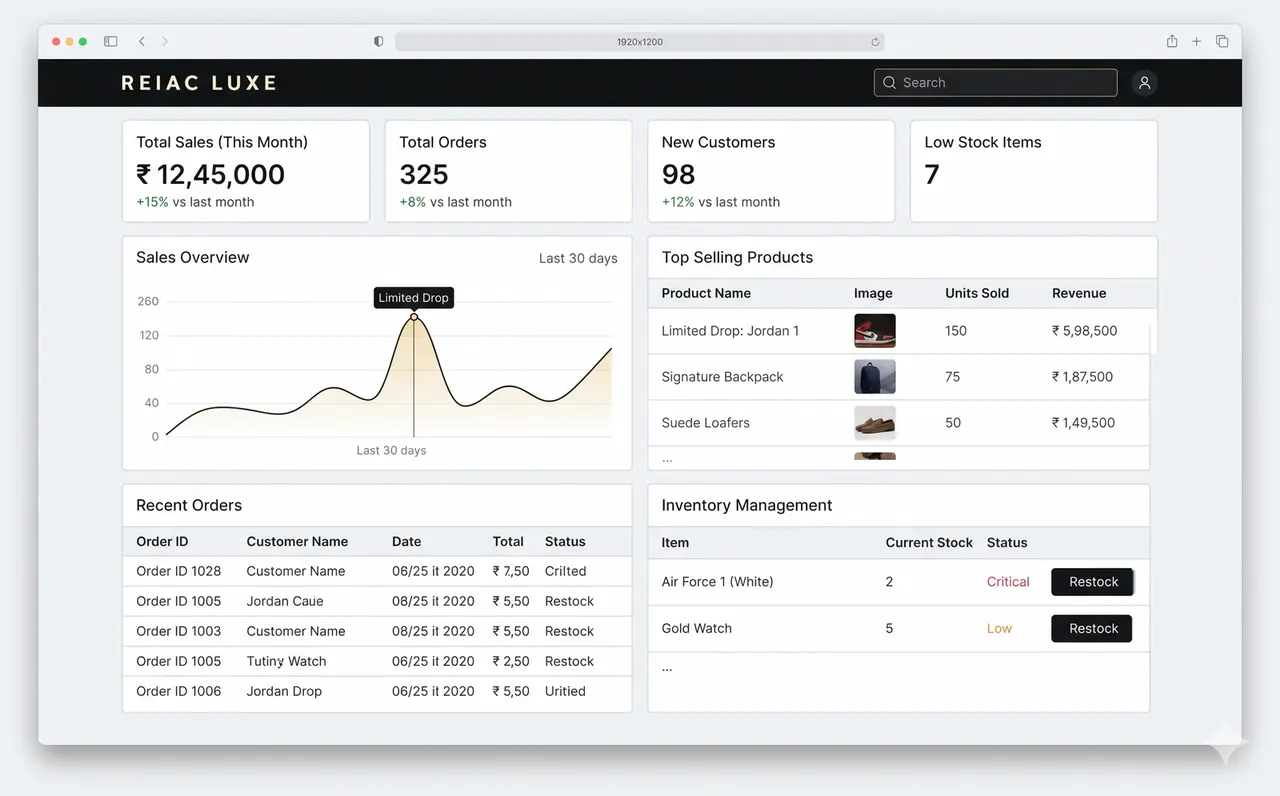 1920x1200
REIAC LUXE
Search
Total Sales (This Month)
₹ 12,45,000
+15% vs last month
Total Orders
325
+8% vs last month
New Customers
98
+12% vs last month
Low Stock Items
7
Sales Overview
Last 30 days
Limited Drop
260
120
80
40
0
Last 30 days
Top Selling Products
Product Name Image Units Sold Revenue
Limited Drop: Jordan 1 150 ₹ 5,98,500
Signature Backpack 75 ₹ 1,87,500
Suede Loafers 50 ₹ 1,49,500
...
Recent Orders
Order ID Customer Name Date Total Status
Order ID 1028 Customer Name 06/25 it 2020 ₹ 7,50 Crilted
Order ID 1005 Jordan Caue 08/25 it 2020 ₹ 5,50 Restock
Order ID 1003 Customer Name 08/25 it 2020 ₹ 5,50 Restock
Order ID 1005 Tutiny Watch 06/25 it 2020 ₹ 2,50 Restock
Order ID 1006 Jordan Drop 06/25 it 2020 ₹ 5,50 Uritied
Inventory Management
Item Current Stock Status
Air Force 1 (White) 2 Critical Restock
Gold Watch 5 Low Restock
...